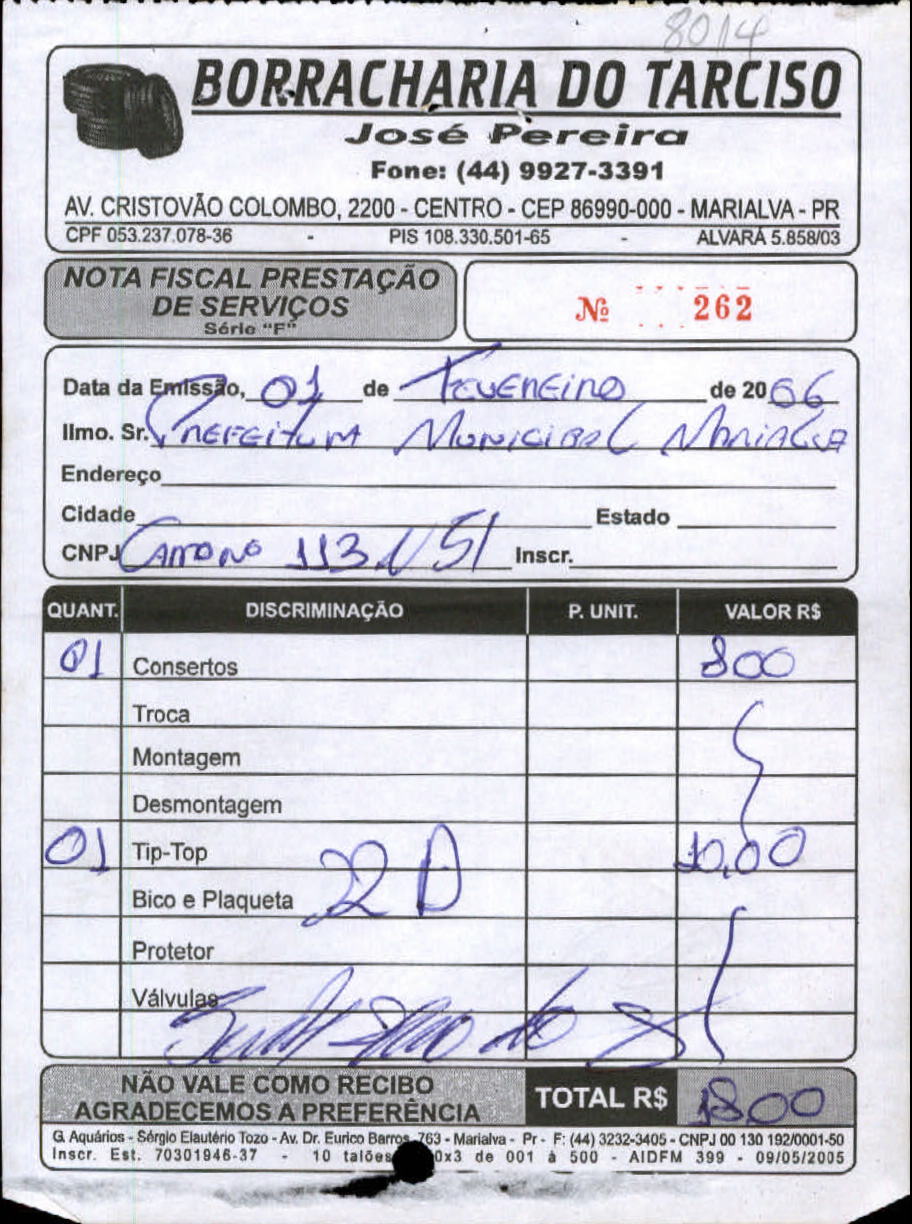 8014
BORRACHARIA DO TARCISO
José Pereira
Fone: (44) 9927-3391
AV. CRISTOVÃO COLOMBO, 2200 - CENTRO - CEP 86990-000 - MARIALVA - PR
CPF 053.237.078-36 - PIS 108.330.501-65 - ALVARÁ 5.858/03
NOTA FISCAL PRESTAÇÃO
DE SERVIÇOS
Série "F"
Nº 262
Data da Emissão, 01 de FEVEREIRO de 2006
Ilmo. Sr. PREFEITURA MUNICIPAL MARIALVA
Endereço
Cidade Estado
CNPJ 113 51 Inscr.
QUANT. DISCRIMINAÇÃO P. UNIT. VALOR R$
01 Consertos 800
Troca
Montagem
Desmontagem
01 Tip-Top 10,00
22 D
Bico e Plaqueta
Protetor
Válvulas
NÃO VALE COMO RECIBO
AGRADECEMOS A PREFERÊNCIA
TOTAL R$ 1800
G. Aquários - Sérgio Elautério Tozo - Av. Dr. Eurico Barros, 763 - Marialva - Pr - F: (44) 3232-3405 - CNPJ 00 130 192/0001-50
Inscr. Est. 70301946-37 - 10 talões 0x3 de 001 à 500 - AIDFM 399 - 09/05/2005